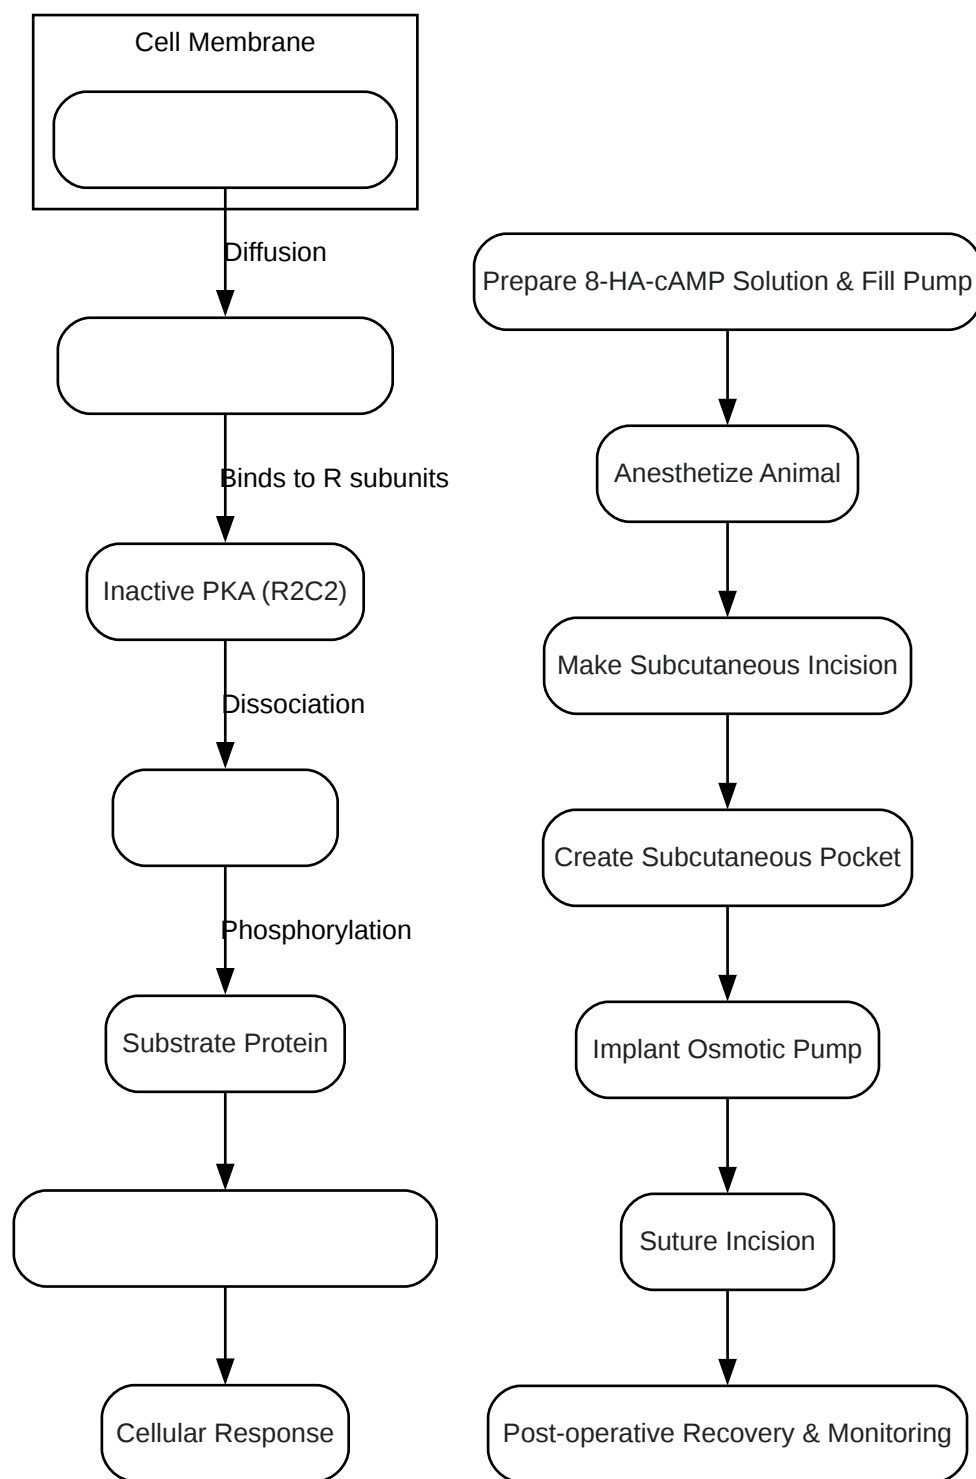 Cell Membrane
Diffusion
Binds to R subunits
Inactive PKA (R2C2)
Dissociation
Phosphorylation
Substrate Protein
Cellular Response
Prepare 8-HA-cAMP Solution & Fill Pump
Anesthetize Animal
Make Subcutaneous Incision
Create Subcutaneous Pocket
Implant Osmotic Pump
Suture Incision
Post-operative Recovery & Monitoring